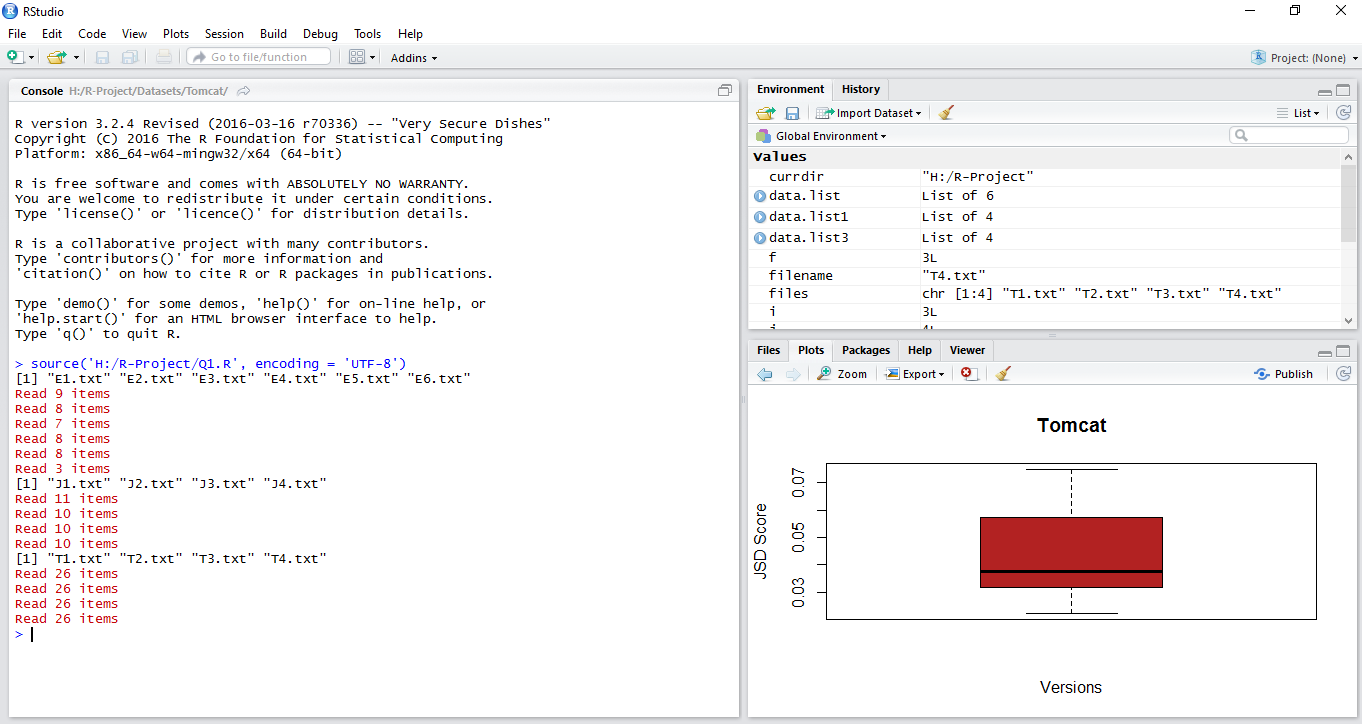 RStudio
File Edit Code View Plots Session Build Debug Tools Help
Go to file/function Addins Project: (None)
Console H:/R-Project/Datasets/Tomcat/
R version 3.2.4 Revised (2016-03-16 r70336) -- "Very Secure Dishes"
Copyright (C) 2016 The R Foundation for Statistical Computing
Platform: x86_64-w64-mingw32/x64 (64-bit)
R is free software and comes with ABSOLUTELY NO WARRANTY.
You are welcome to redistribute it under certain conditions.
Type 'license()' or 'licence()' for distribution details.
R is a collaborative project with many contributors.
Type 'contributors()' for more information and
'citation()' on how to cite R or R packages in publications.
Type 'demo()' for some demos, 'help()' for on-line help, or
'help.start()' for an HTML browser interface to help.
Type 'q()' to quit R.
> source('H:/R-Project/Q1.R', encoding = 'UTF-8')
[1] "E1.txt" "E2.txt" "E3.txt" "E4.txt" "E5.txt" "E6.txt"
Read 9 items
Read 8 items
Read 7 items
Read 8 items
Read 8 items
Read 3 items
[1] "J1.txt" "J2.txt" "J3.txt" "J4.txt"
Read 11 items
Read 10 items
Read 10 items
Read 10 items
[1] "T1.txt" "T2.txt" "T3.txt" "T4.txt"
Read 26 items
Read 26 items
Read 26 items
Read 26 items
>
Environment History
Import Dataset List
Global Environment
Values
currdir "H:/R-Project"
data.list List of 6
data.list1 List of 4
data.list3 List of 4
f 3L
filename "T4.txt"
files chr [1:4] "T1.txt" "T2.txt" "T3.txt" "T4.txt"
i 3L
Files Plots Packages Help Viewer
Zoom Export Publish
Tomcat
JSD Score
0.07
0.05
0.03
Versions